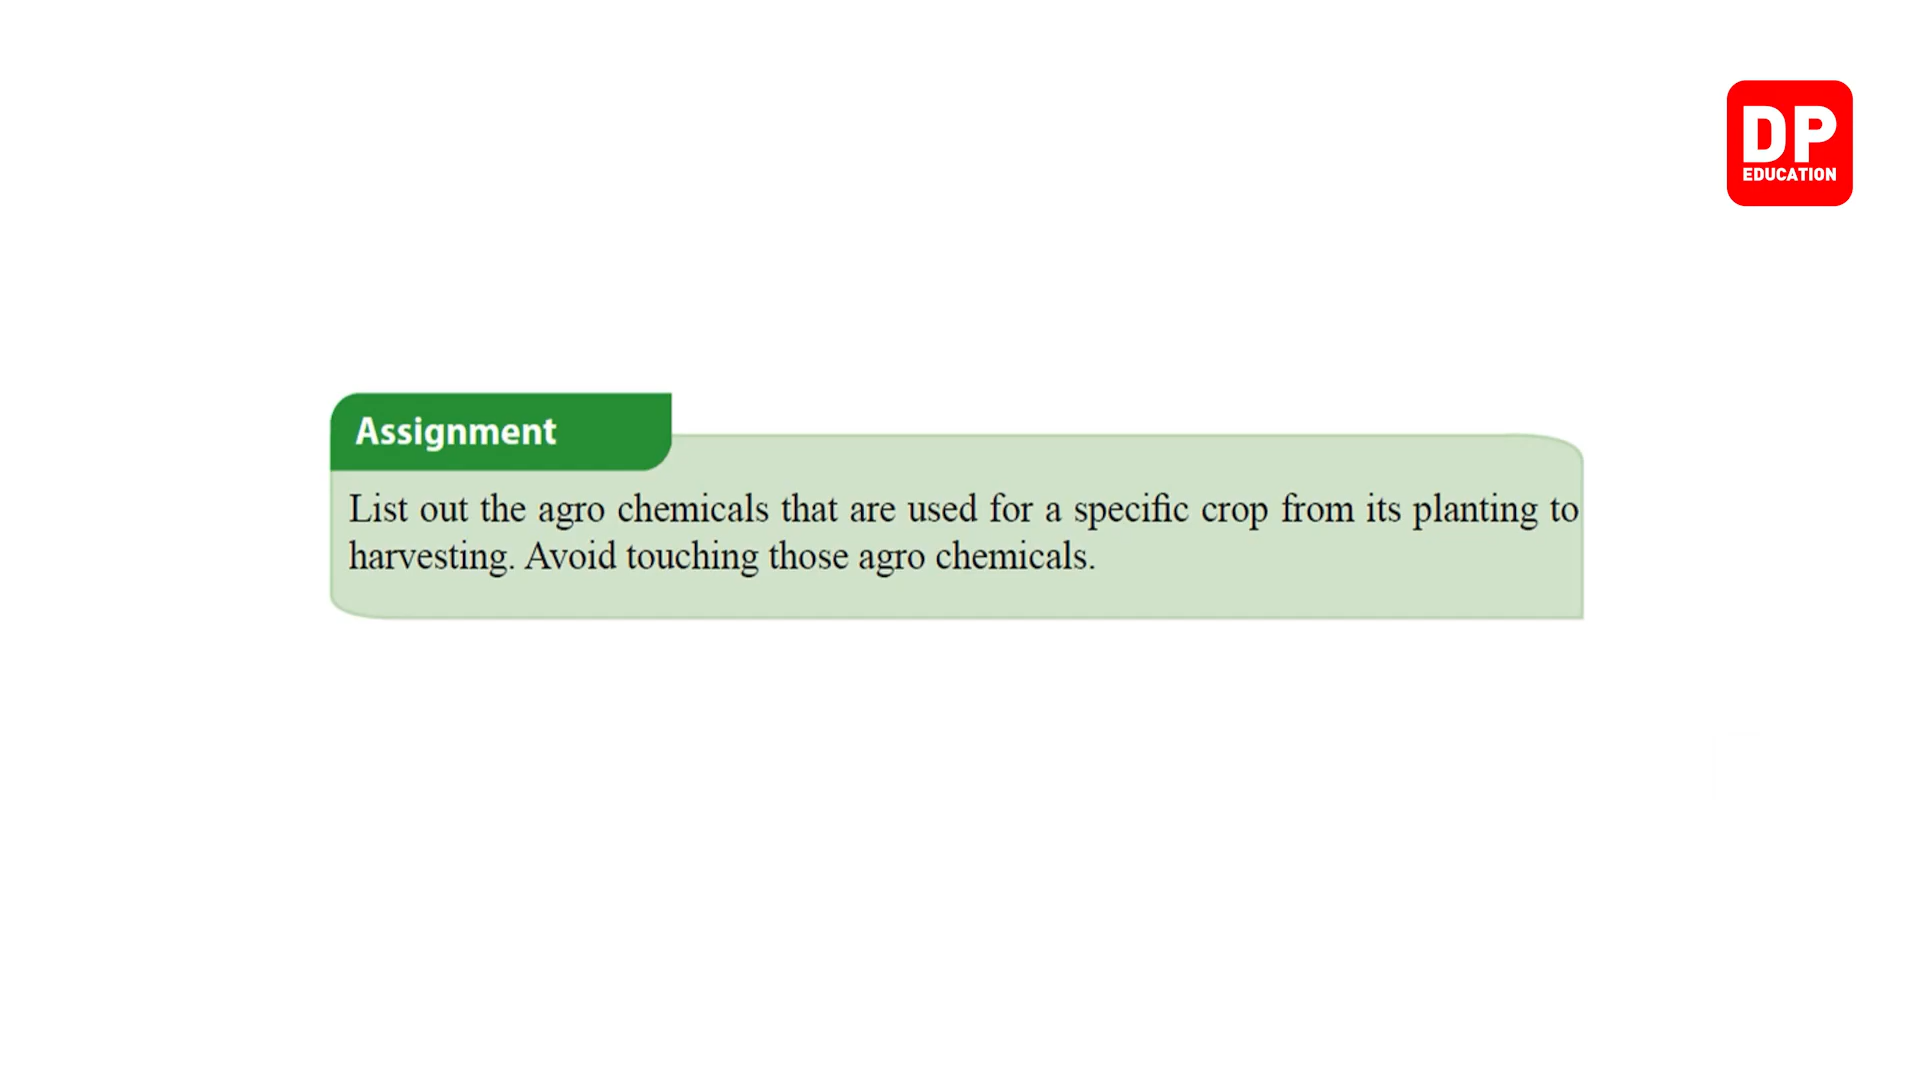 DP
EDUCATION
Assignment
List out the agro chemicals that are used for a specific crop from its planting to
harvesting. Avoid touching those agro chemicals.